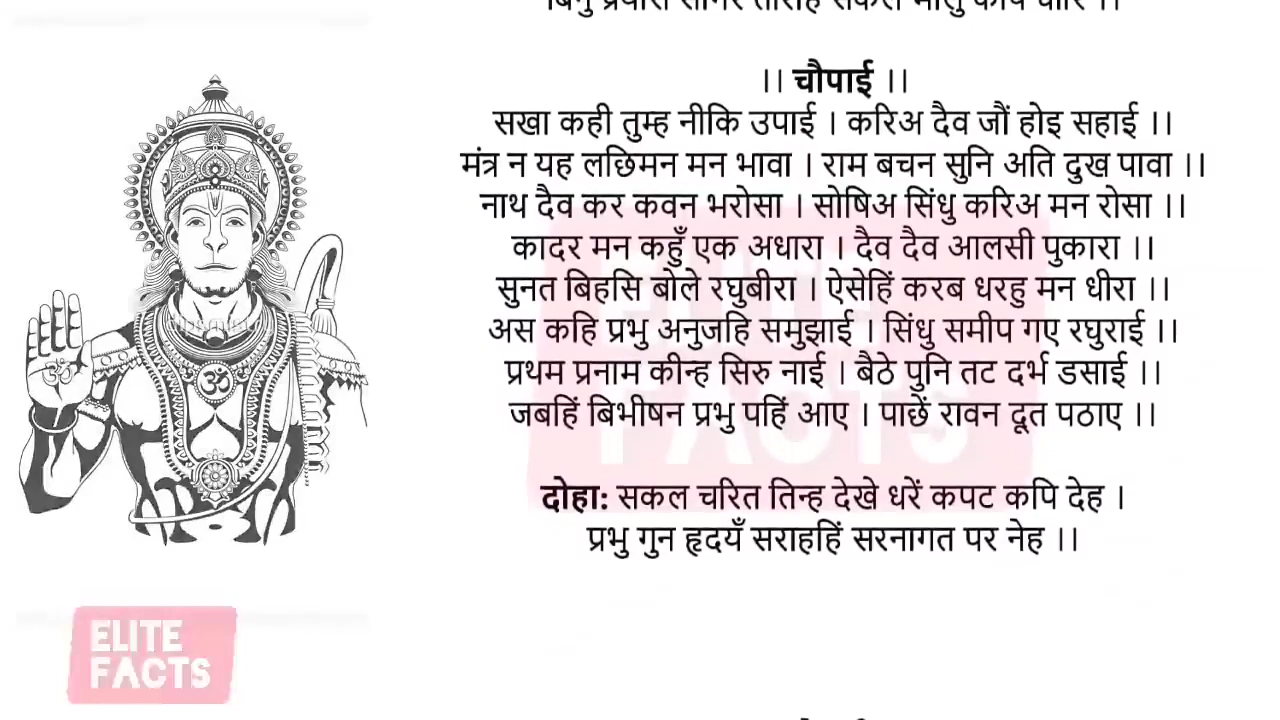 ।। चौपाई ।।
सखा कही तुम्ह नीकि उपाई । करिअ दैव जौं होइ सहाई ।।
मंत्र न यह लछिमन मन भावा । राम बचन सुनि अति दुख पावा ।।
नाथ दैव कर कवन भरोसा । सोषिअ सिंधु करिअ मन रोसा ।।
कादर मन कहुँ एक अधारा । दैव दैव आलसी पुकारा ।।
सुनत बिहसि बोले रघुबीरा । ऐसेहिं करब धरहु मन धीरा ।।
अस कहि प्रभु अनुजहि समुझाई । सिंधु समीप गए रघुराई ।।
प्रथम प्रनाम कीन्ह सिरु नाई । बैठे पुनि तट दर्भ डसाई ।।
जबहिं बिभीषन प्रभु पहिं आए । पाछें रावन दूत पठाए ।।
दोहा: सकल चरित तिन्ह देखे धरें कपट कपि देह ।
प्रभु गुन हृदयँ सराहहिं सरनागत पर नेह ।।
ELITE
FACTS